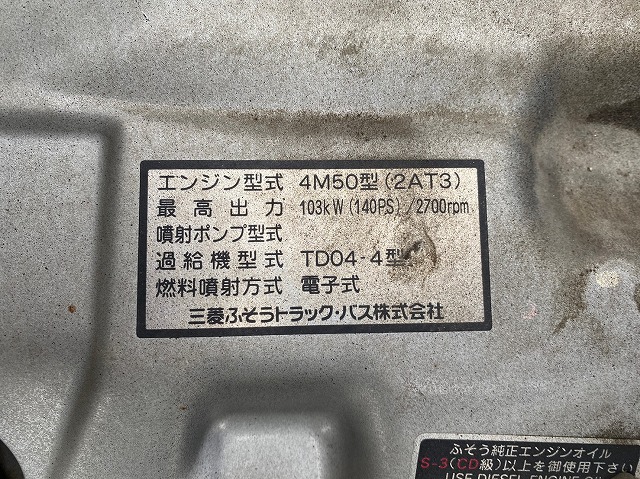 エンジン型式 4M50型(2AT3)
最高出力 103kW(140PS)/2700rpm
噴射ポンプ型式
過給機型式 TD04-4型
燃料噴射方式 電子式
三菱ふそうトラック・バス株式会社
ふそう純正エンジンオイル
S-3(CD級)以上を御使用下さい
USE DIESEL ENGINE OIL